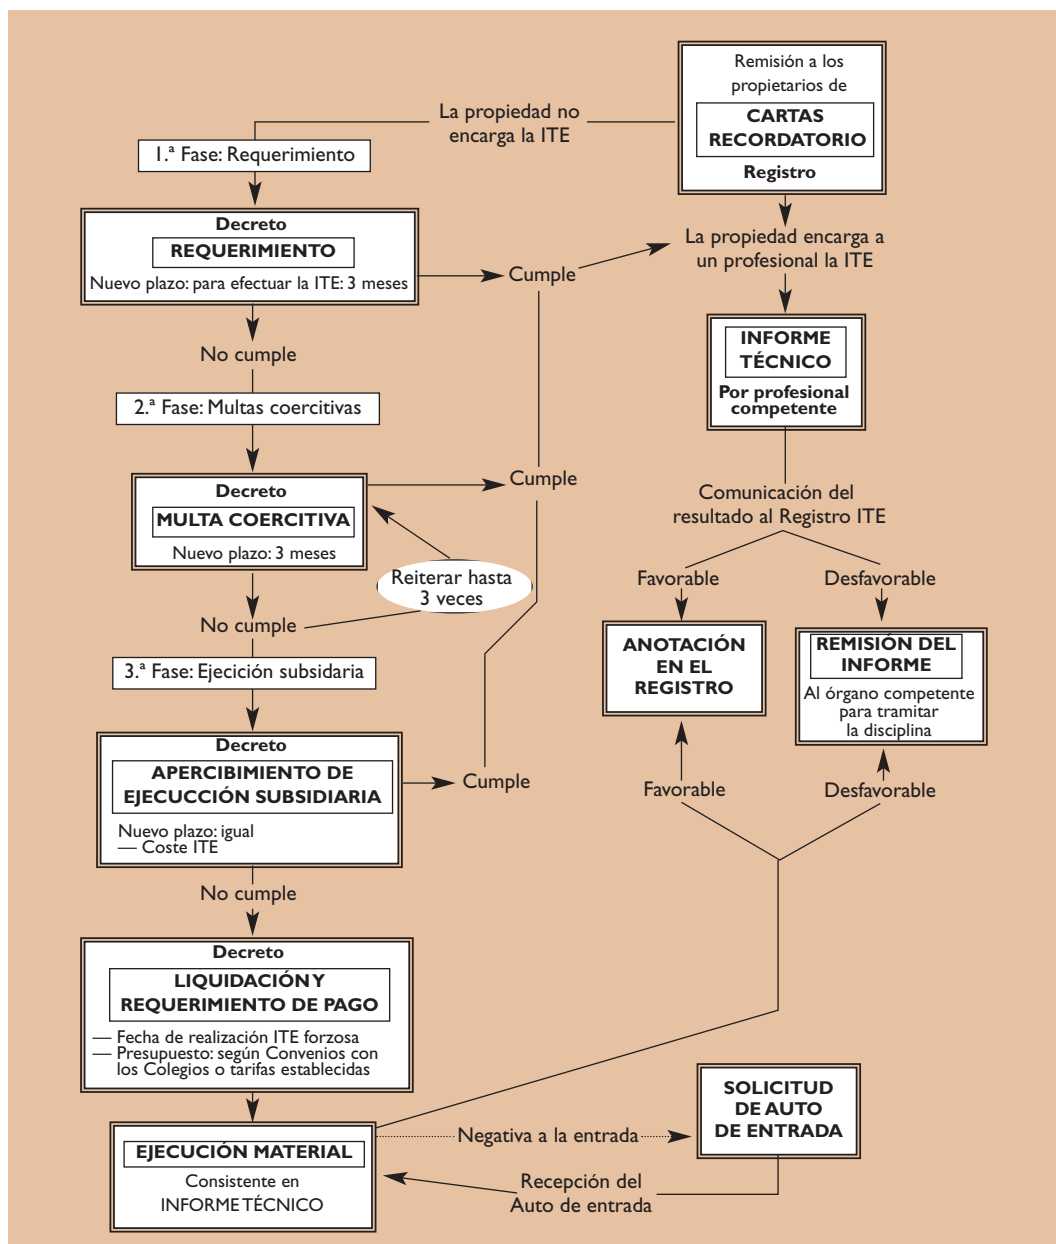 Remisión a los
propietarios de
CARTAS
RECORDATORIO
Registro
La propiedad no
encarga la ITE
1.ª Fase: Requerimiento
Decreto
REQUERIMIENTO
Nuevo plazo: para efectuar la ITE: 3 meses
Cumple
La propiedad encarga a
un profesional la ITE
No cumple
INFORME
TÉCNICO
Por profesional
competente
2.ª Fase: Multas coercitivas
Decreto
MULTA COERCITIVA
Nuevo plazo: 3 meses
Cumple
Comunicación del
resultado al Registro ITE
Reiterar hasta
3 veces
Favorable
Desfavorable
No cumple
ANOTACIÓN
EN EL
REGISTRO
REMISIÓN DEL
INFORME
Al órgano competente
para tramitar
la disciplina
3.ª Fase: Ejecición subsidaria
Decreto
APERCIBIMIENTO DE
EJECUCCIÓN SUBSIDIARIA
Nuevo plazo: igual
— Coste ITE
Cumple
Favorable
Desfavorable
No cumple
Decreto
LIQUIDACIÓN Y
REQUERIMIENTO DE PAGO
— Fecha de realización ITE forzosa
— Presupuesto: según Convenios con
los Colegios o tarifas establecidas
SOLICITUD
DE AUTO
DE ENTRADA
EJECUCIÓN MATERIAL
Consistente en
INFORME TÉCNICO
Negativa a la entrada
Recepción del
Auto de entrada